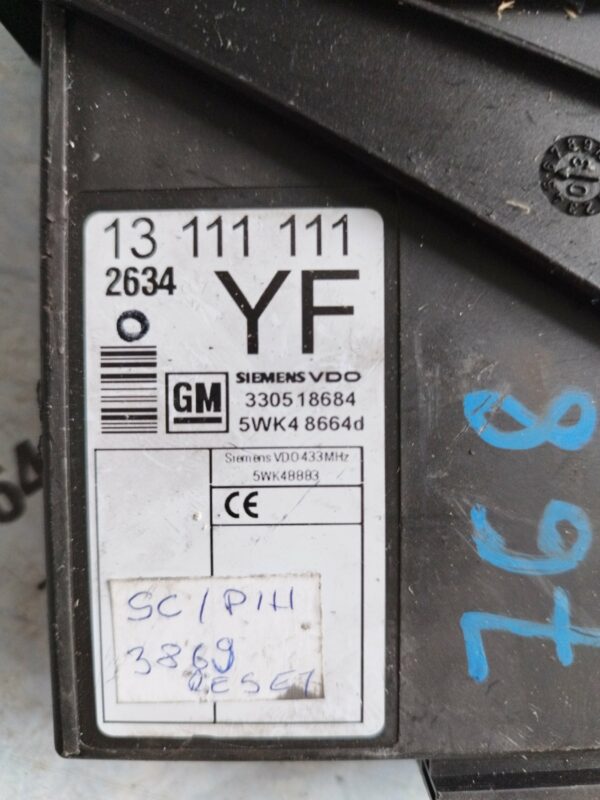 13 111 111
2634
YF
SIEMENS VDO
GM
330518684
5WK4 8664d
Siemens VDO 433MHz
5WK48883
CE
SC/PIH
3869
RESET
768